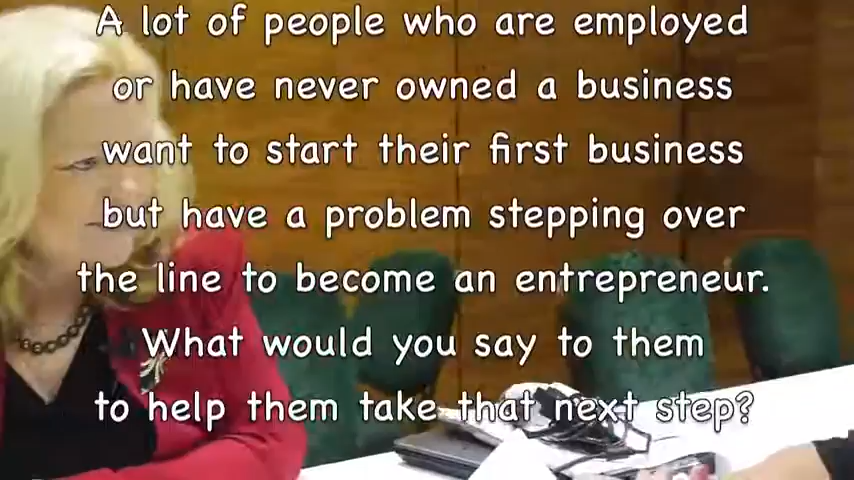 A lot of people who are employed
or have never owned a business
want to start their first business
but have a problem stepping over
the line to become an entrepreneur.
What would you say to them
to help them take that next step?